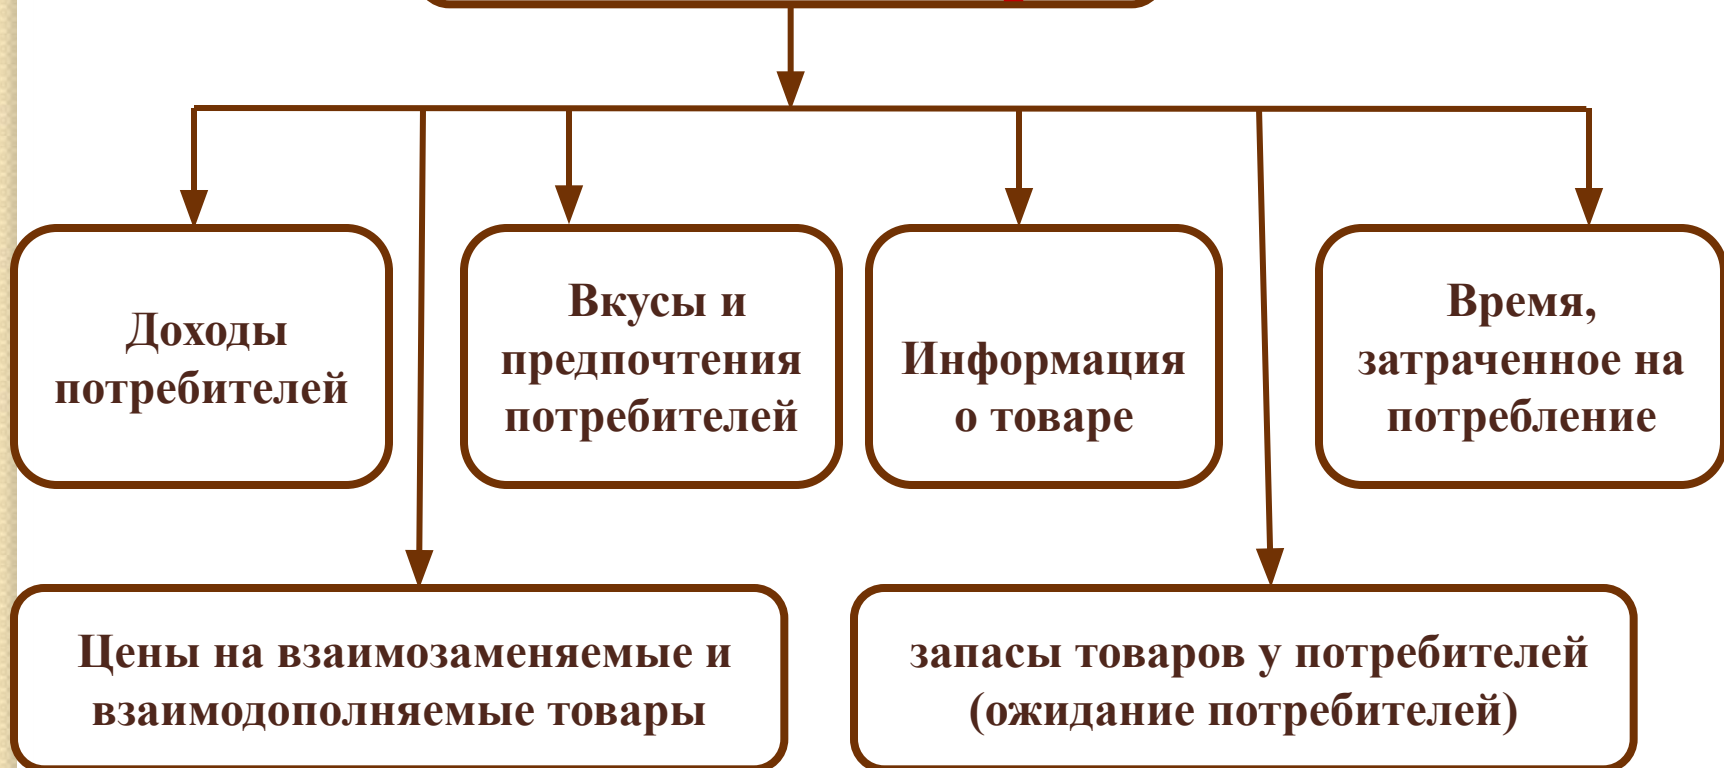 Доходы
потребителей
Вкусы и
предпочтения
потребителей
Информация
о товаре
Время,
затраченное на
потребление
Цены на взаимозаменяемые и
взаимодополняемые товары
запасы товаров у потребителей
(ожидание потребителей)